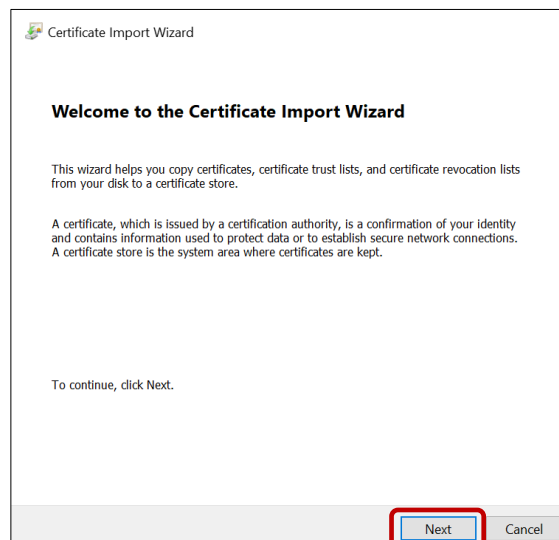 Certificate Import Wizard
Welcome to the Certificate Import Wizard
This wizard helps you copy certificates, certificate trust lists, and certificate revocation lists
from your disk to a certificate store.
A certificate, which is issued by a certification authority, is a confirmation of your identity
and contains information used to protect data or to establish secure network connections.
A certificate store is the system area where certificates are kept.
To continue, click Next.
Next Cancel